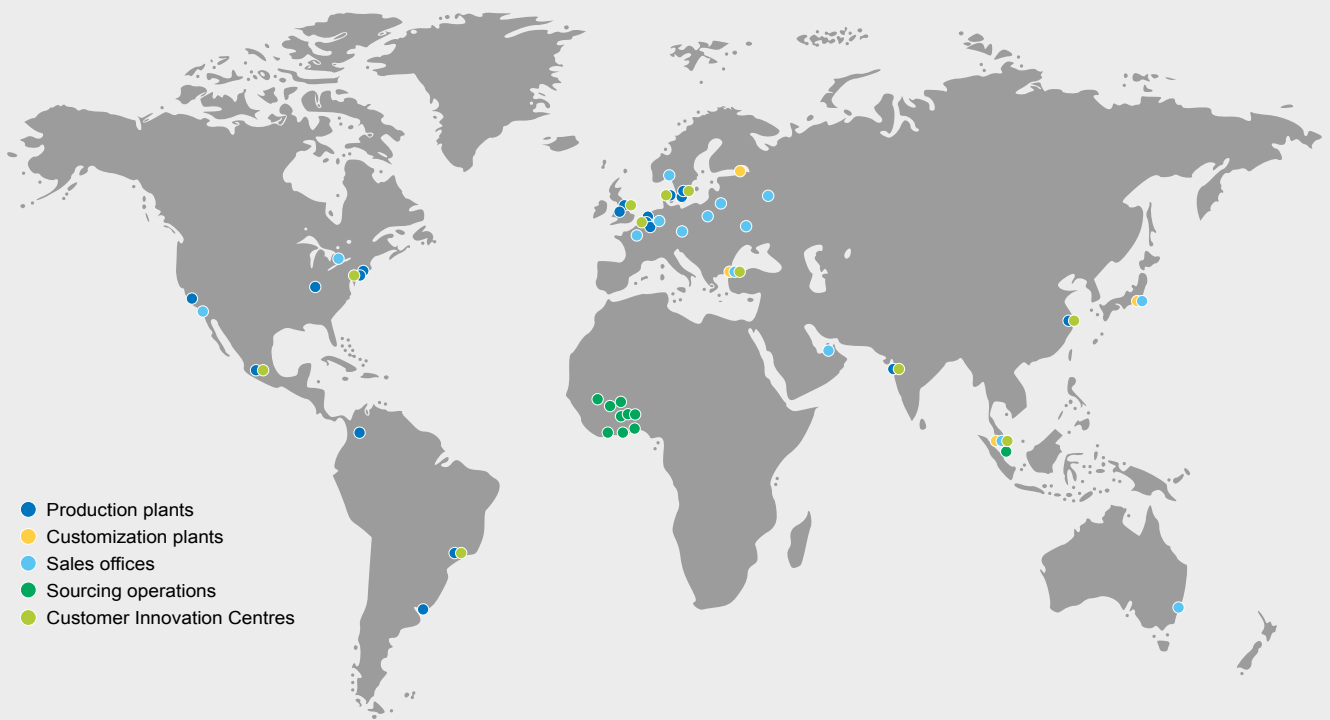 Production plants
Customization plants
Sales offices
Sourcing operations
Customer Innovation Centres